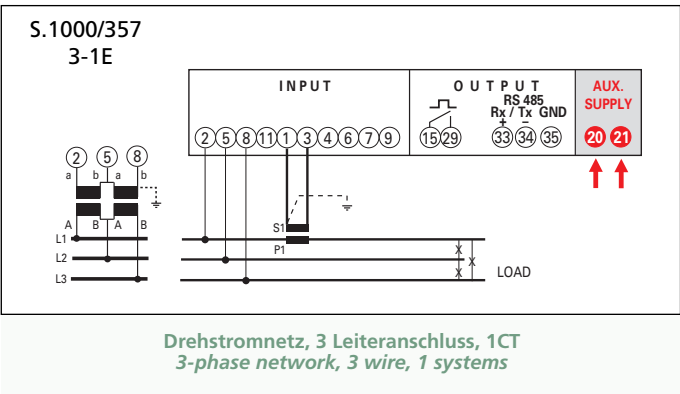 S.1000/357
3-1E
INPUT
OUTPUT
RS 485
Rx / Tx GND
+ −
AUX.
SUPPLY
2 5 8 11 1 3 4 6 7 9
15 29
33 34 35
20 21
2 5 8
a b a b
A B A B
S1
P1
L1
L2
L3
X X
X
LOAD
Drehstromnetz, 3 Leiteranschluss, 1CT
3-phase network, 3 wire, 1 systems